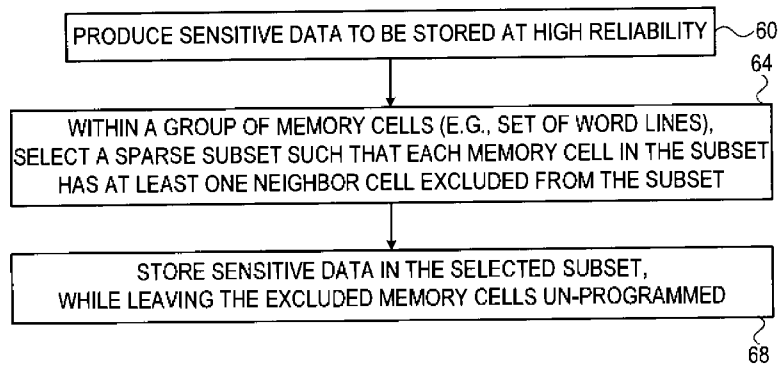 PRODUCE SENSITIVE DATA TO BE STORED AT HIGH RELIABILITY
60
64
WITHIN A GROUP OF MEMORY CELLS (E.G., SET OF WORD LINES),
SELECT A SPARSE SUBSET SUCH THAT EACH MEMORY CELL IN THE SUBSET
HAS AT LEAST ONE NEIGHBOR CELL EXCLUDED FROM THE SUBSET
STORE SENSITIVE DATA IN THE SELECTED SUBSET,
WHILE LEAVING THE EXCLUDED MEMORY CELLS UN-PROGRAMMED
68